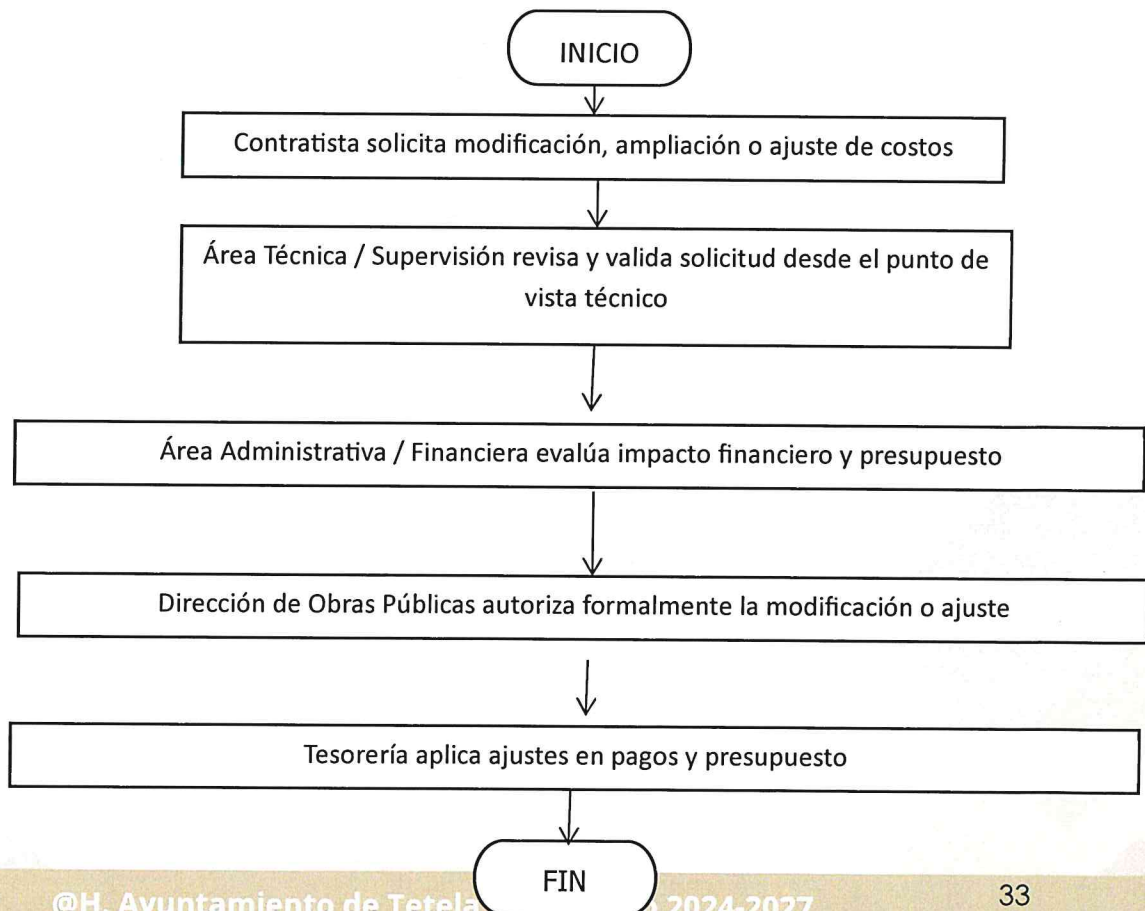 INICIO
Contratista solicita modificación, ampliación o ajuste de costos
Área Técnica / Supervisión revisa y valida solicitud desde el punto de
vista técnico
Área Administrativa / Financiera evalúa impacto financiero y presupuesto
Dirección de Obras Públicas autoriza formalmente la modificación o ajuste
Tesorería aplica ajustes en pagos y presupuesto
FIN
@H. Ayuntamiento de Tetela 2024-2027
33